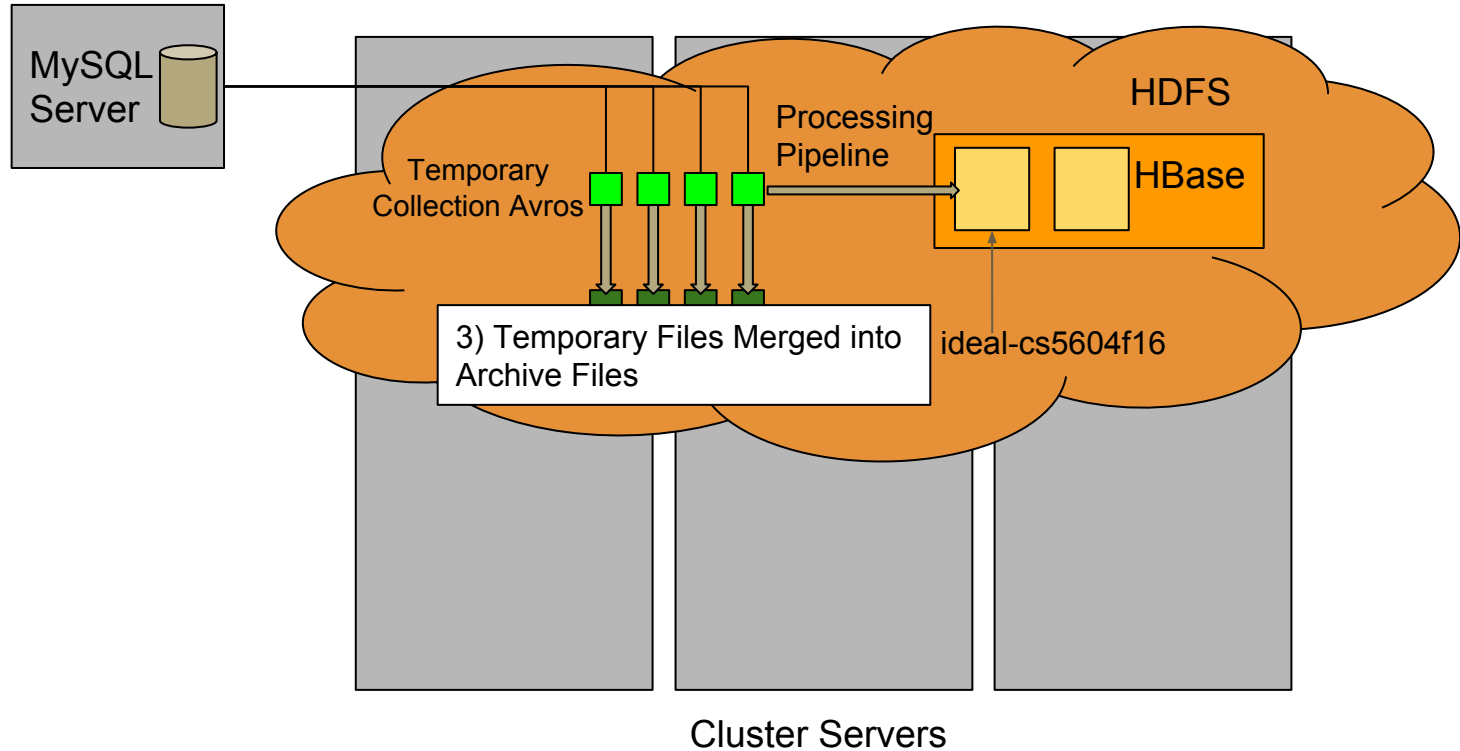 MySQL
Server
HDFS
Processing
Pipeline
HBase
Temporary
Collection Avros
3) Temporary Files Merged into
Archive Files
ideal-cs5604f16
Cluster Servers